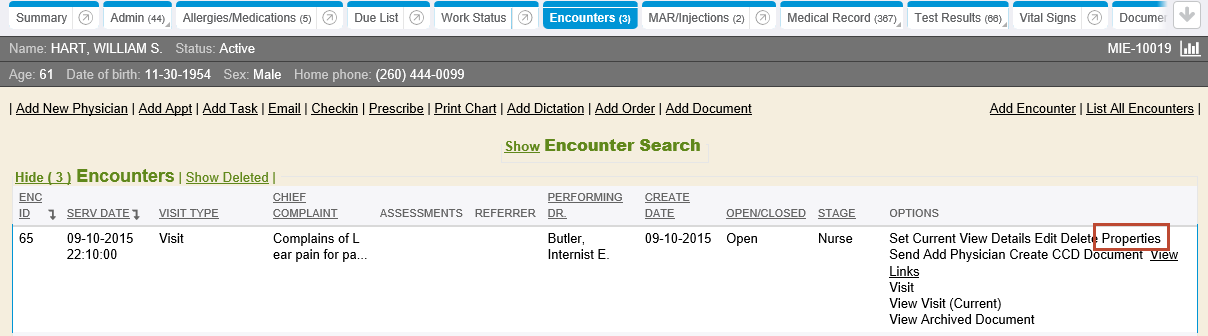 Summary Admin (44) Allergies/Medications (5) Due List Work Status Encounters (3) MAR/Injections (2) Medical Record (367) Test Results (66) Vital Signs Documen
Name: HART, WILLIAM S. Status: Active MIE-10019
Age: 61 Date of birth: 11-30-1954 Sex: Male Home phone: (260) 444-0099
| Add New Physician | Add Appt | Add Task | Email | Checkin | Prescribe | Print Chart | Add Dictation | Add Order | Add Document Add Encounter | List All Encounters |
Show Encounter Search
Hide ( 3 ) Encounters | Show Deleted |
ENC ID SERV DATE VISIT TYPE CHIEF COMPLAINT ASSESSMENTS REFERRER PERFORMING DR. CREATE DATE OPEN/CLOSED STAGE OPTIONS
65 09-10-2015 Visit Complains of L Butler, 09-10-2015 Open Nurse Set Current View Details Edit Delete Properties
22:10:00 ear pain for pa... Internist E. Send Add Physician Create CCD Document View
Links
Visit
View Visit (Current)
View Archived Document